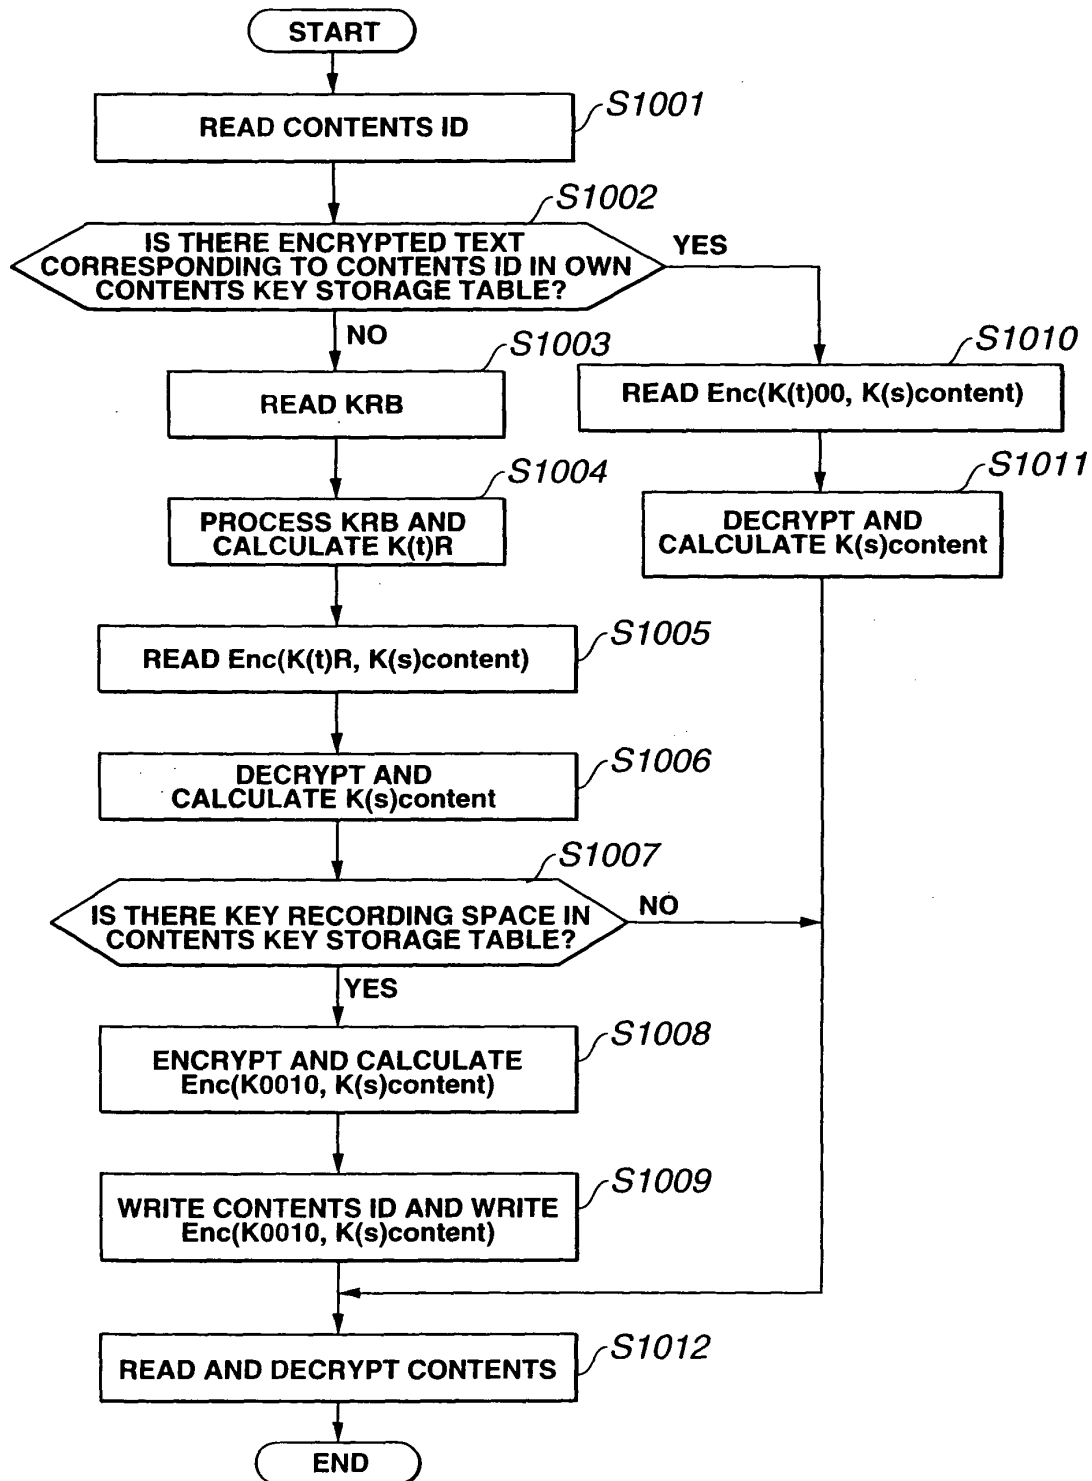 START
S1001
READ CONTENTS ID
S1002
IS THERE ENCRYPTED TEXT
CORRESPONDING TO CONTENTS ID IN OWN
CONTENTS KEY STORAGE TABLE?
YES
NO
S1003
READ KRB
S1010
READ Enc(K(t)00, K(s)content)
S1004
PROCESS KRB AND
CALCULATE K(t)R
S1011
DECRYPT AND
CALCULATE K(s)content
S1005
READ Enc(K(t)R, K(s)content)
S1006
DECRYPT AND
CALCULATE K(s)content
S1007
IS THERE KEY RECORDING SPACE IN
CONTENTS KEY STORAGE TABLE?
NO
YES
S1008
ENCRYPT AND CALCULATE
Enc(K0010, K(s)content)
S1009
WRITE CONTENTS ID AND WRITE
Enc(K0010, K(s)content)
S1012
READ AND DECRYPT CONTENTS
END